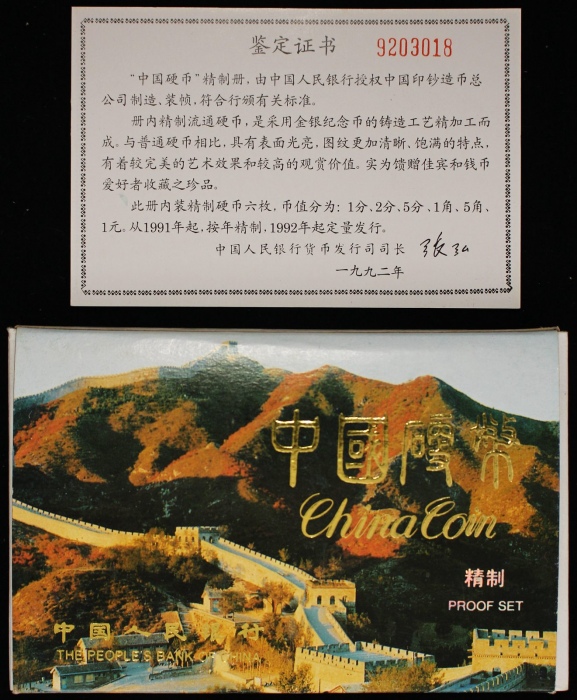 鉴定证书
9203018
“中国硬币”精制册，由中国人民银行授权中国印钞造币总
公司制造、装帧，符合行颁有关标准。
册内精制流通硬币，是采用金银纪念币的铸造工艺精加工而
成。与普通硬币相比，具有表面光亮，图纹更加清晰、饱满的特点，
有着较完美的艺术效果和较高的观赏价值。实为馈赠佳宾和钱币
爱好者收藏之珍品。
此册内装精制硬币六枚，币值分为：1分、2分、5分、1角、5角、
1元。从1991年起，按年精制，1992年起定量发行。
中国人民银行货币发行司司长 张弘
一九九二年
中國硬幣
China Coin
精制
PROOF SET
中国人民银行
THE PEOPLE'S BANK OF CHINA